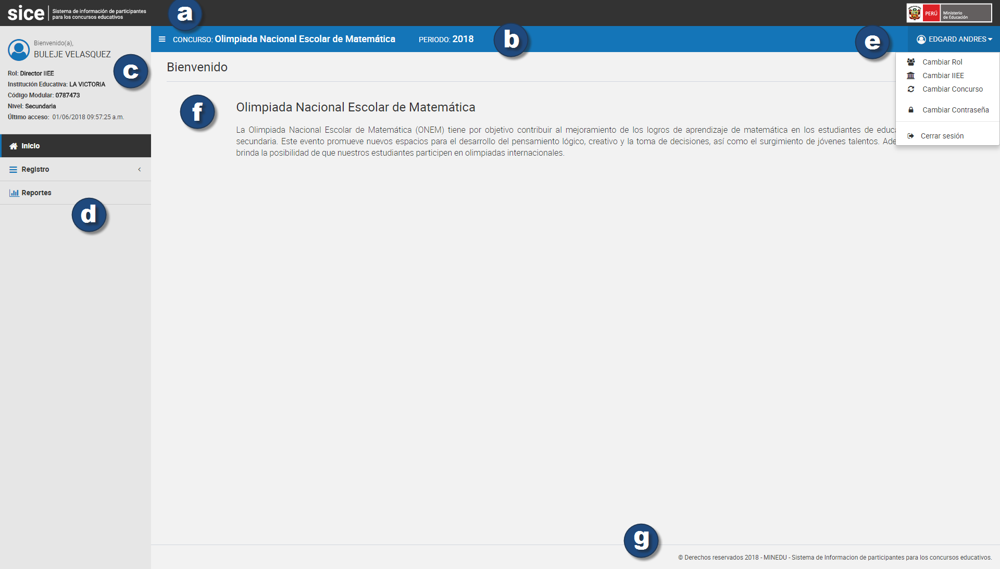 sice
Sistema de información de participantes
para los concursos educativos
a
PERÚ
Ministerio
de Educación
CONCURSO: Olimpiada Nacional Escolar de Matemática
PERIODO: 2018
b
e
EDGARD ANDRES
Bienvenido(a),
BULEJE VELASQUEZ
c
Rol: Director IIEE
Institución Educativa: LA VICTORIA
Código Modular: 0787473
Nivel: Secundaria
Último acceso: 01/06/2018 09:57:25 a.m.
Inicio
Registro
Reportes
d
Cambiar Rol
Cambiar IIEE
Cambiar Concurso
Cambiar Contraseña
Cerrar sesión
Bienvenido
f
Olimpiada Nacional Escolar de Matemática
La Olimpiada Nacional Escolar de Matemática (ONEM) tiene por objetivo contribuir al mejoramiento de los logros de aprendizaje de matemática en los estudiantes de educa
secundaria. Este evento promueve nuevos espacios para el desarrollo del pensamiento lógico, creativo y la toma de decisiones, así como el surgimiento de jóvenes talentos. Ade
brinda la posibilidad de que nuestros estudiantes participen en olimpiadas internacionales.
g
© Derechos reservados 2018 - MINEDU - Sistema de Informacion de participantes para los concursos educativos.